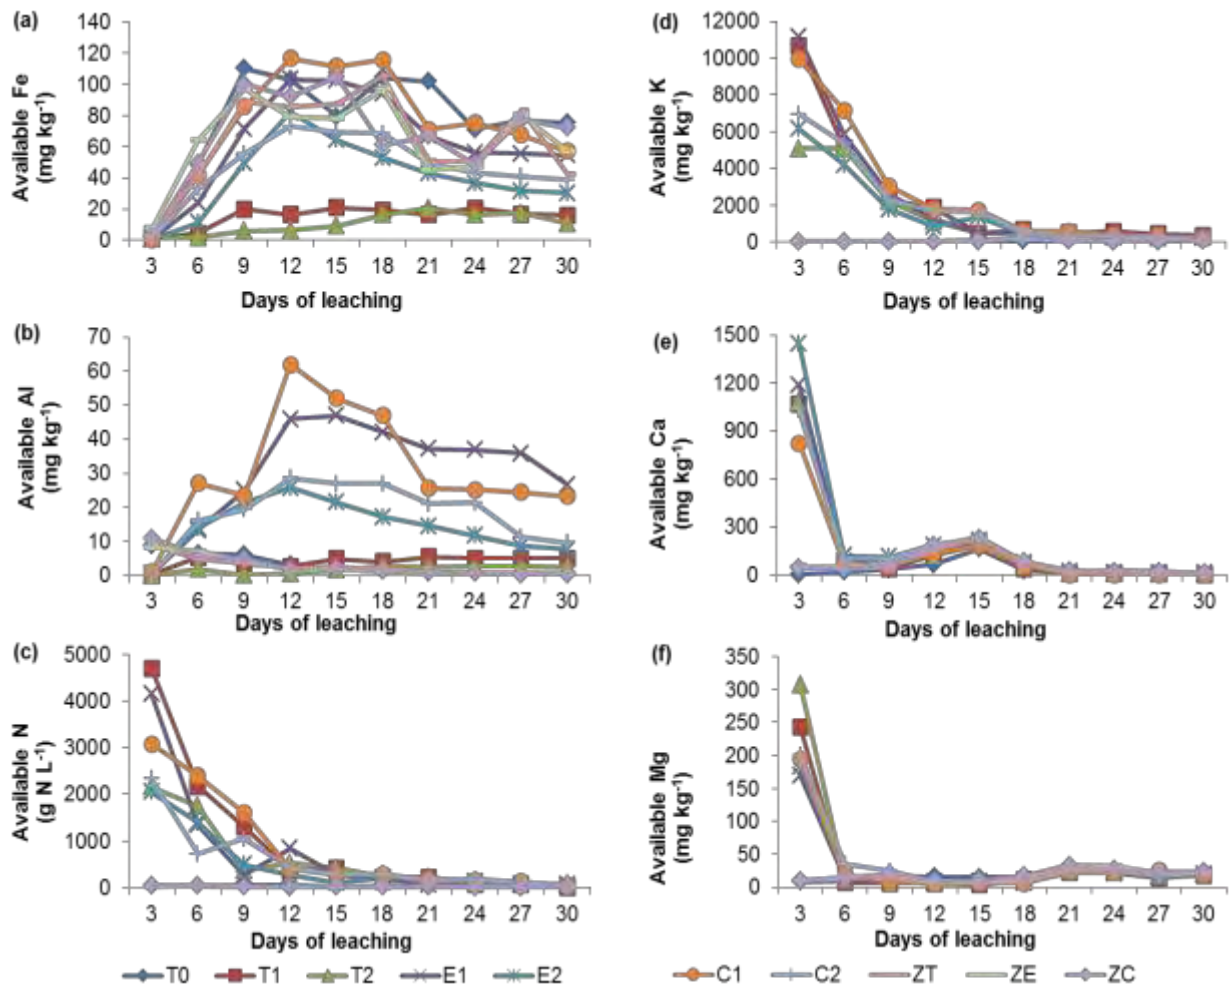 (a)
Available Fe
(mg kg-1)
140
120
100
80
60
40
20
0
3 6 9 12 15 18 21 24 27 30
Days of leaching
(b)
Available Al
(mg kg-1)
70
60
50
40
30
20
10
0
3 6 9 12 15 18 21 24 27 30
Days of leaching
(c)
Available N
(g N L-1)
5000
4000
3000
2000
1000
0
3 6 9 12 15 18 21 24 27 30
Days of leaching
T0 T1 T2 E1 E2
(d)
Available K
(mg kg-1)
12000
10000
8000
6000
4000
2000
0
3 6 9 12 15 18 21 24 27 30
Days of leaching
(e)
Available Ca
(mg kg-1)
1500
1200
900
600
300
0
3 6 9 12 15 18 21 24 27 30
Days of leaching
(f)
Available Mg
(mg kg-1)
350
300
250
200
150
100
50
0
3 6 9 12 15 18 21 24 27 30
Days of leaching
C1 C2 ZT ZE ZC